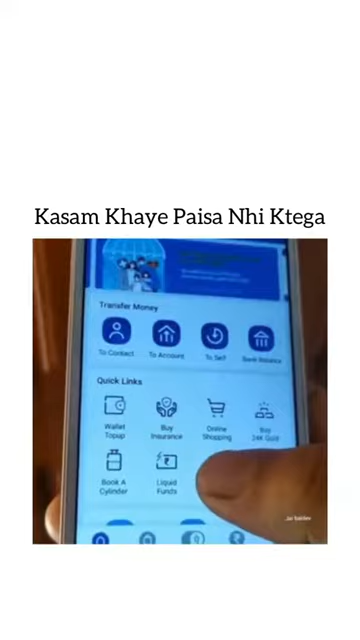 Kasam Khaye Paisa Nhi Ktega
Transfer Money
To Contact
To Account
To Self
Bank Balance
Quick Links
Wallet
Topup
Buy
Insurance
Online
Shopping
Buy
24K Gold
Book A
Cylinder
Liquid
Funds